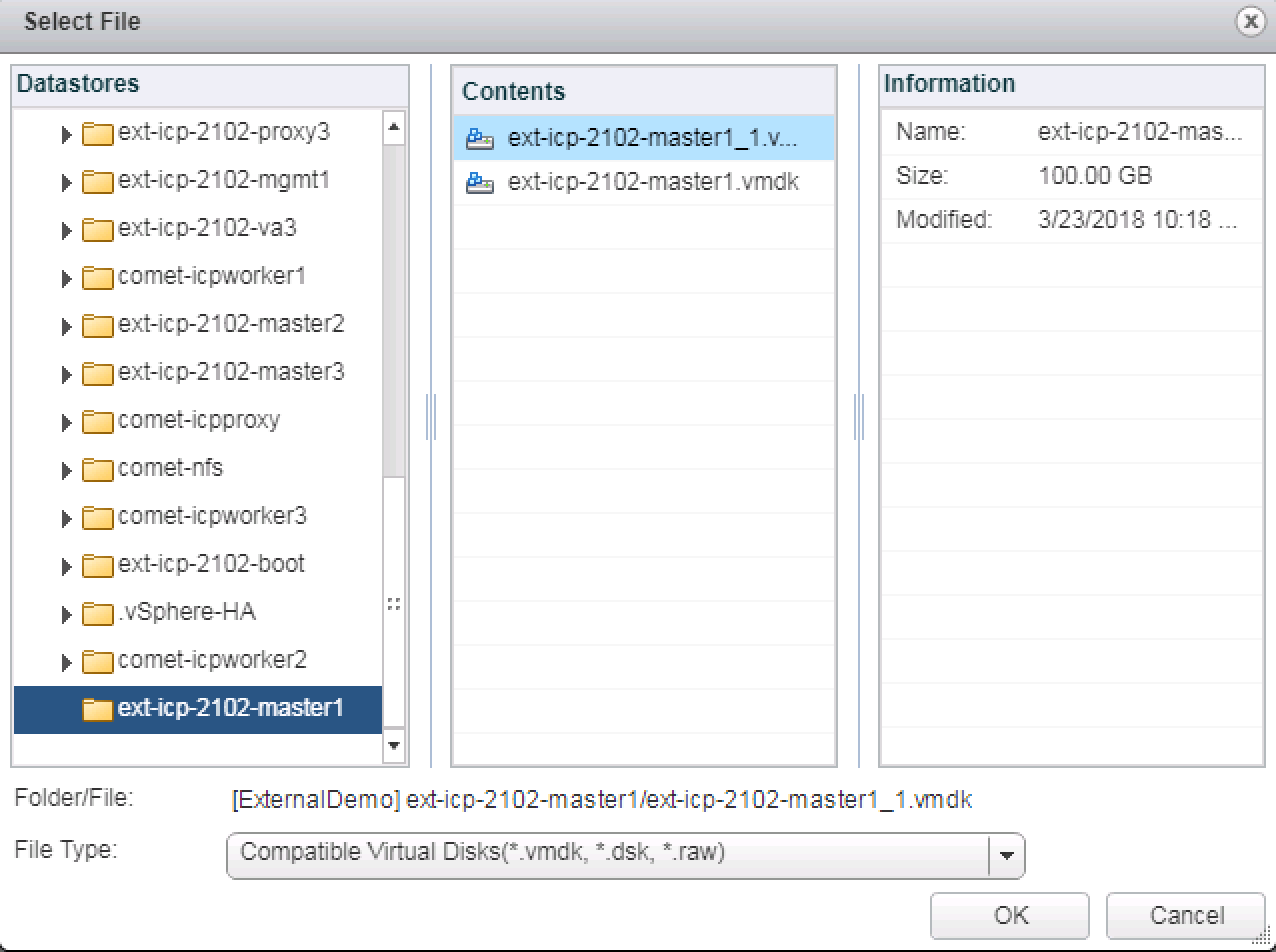 Select File
Datastores
ext-icp-2102-proxy3
ext-icp-2102-mgmt1
ext-icp-2102-va3
comet-icpworker1
ext-icp-2102-master2
ext-icp-2102-master3
comet-icpproxy
comet-nfs
comet-icpworker3
ext-icp-2102-boot
.vSphere-HA
comet-icpworker2
ext-icp-2102-master1
Contents
ext-icp-2102-master1_1.v...
ext-icp-2102-master1.vmdk
Information
Name: ext-icp-2102-mas...
Size: 100.00 GB
Modified: 3/23/2018 10:18 ...
Folder/File: [ExternalDemo] ext-icp-2102-master1/ext-icp-2102-master1_1.vmdk
File Type: Compatible Virtual Disks(*.vmdk, *.dsk, *.raw)
OK Cancel